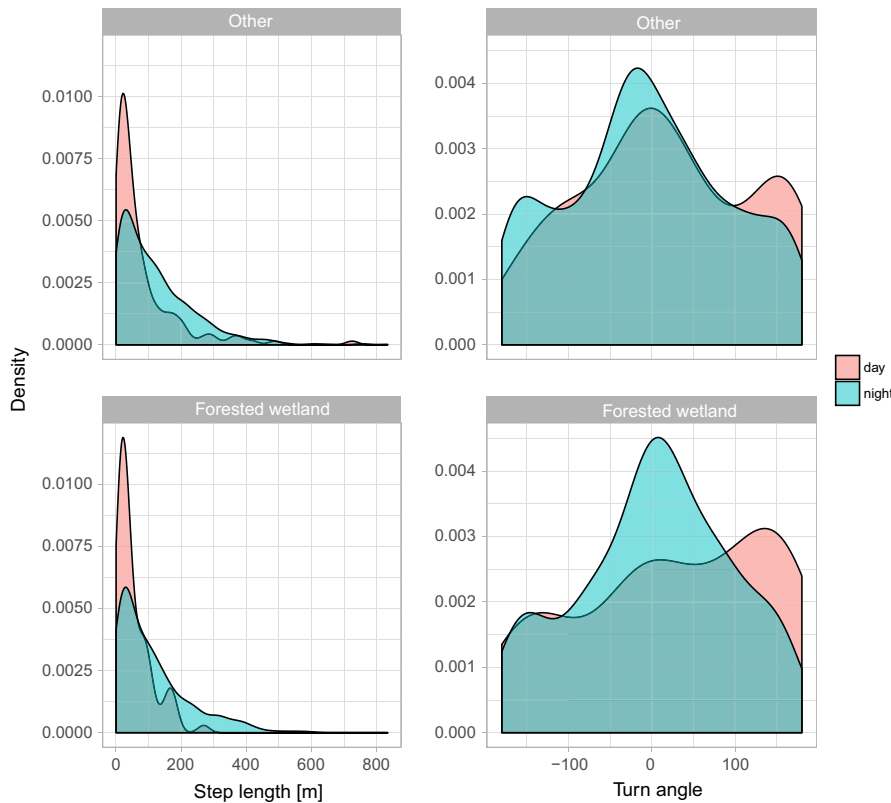 Other
Other
0.0100
0.0075
0.0050
0.0025
0.0000
0.004
0.003
0.002
0.001
0.000
Density
day
night
Forested wetland
Forested wetland
0.0100
0.0075
0.0050
0.0025
0.0000
0.004
0.003
0.002
0.001
0.000
0 200 400 600 800
−100 0 100
Step length [m]
Turn angle